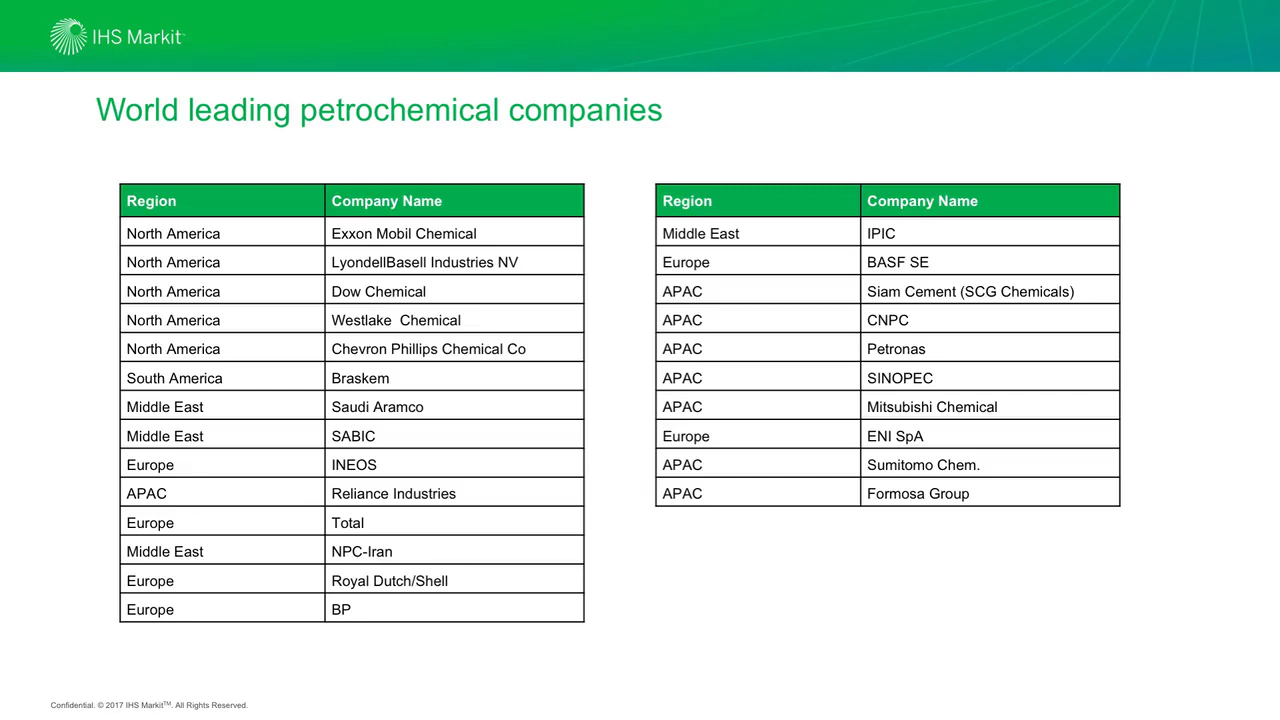 IHS Markit™
World leading petrochemical companies
Region Company Name
North America Exxon Mobil Chemical
North America LyondellBasell Industries NV
North America Dow Chemical
North America Westlake  Chemical
North America Chevron Phillips Chemical Co
South America Braskem
Middle East Saudi Aramco
Middle East SABIC
Europe INEOS
APAC Reliance Industries
Europe Total
Middle East NPC-Iran
Europe Royal Dutch/Shell
Europe BP
Region Company Name
Middle East IPIC
Europe BASF SE
APAC Siam Cement (SCG Chemicals)
APAC CNPC
APAC Petronas
APAC SINOPEC
APAC Mitsubishi Chemical
Europe ENI SpA
APAC Sumitomo Chem.
APAC Formosa Group
Confidential. © 2017 IHS Markit™. All Rights Reserved.